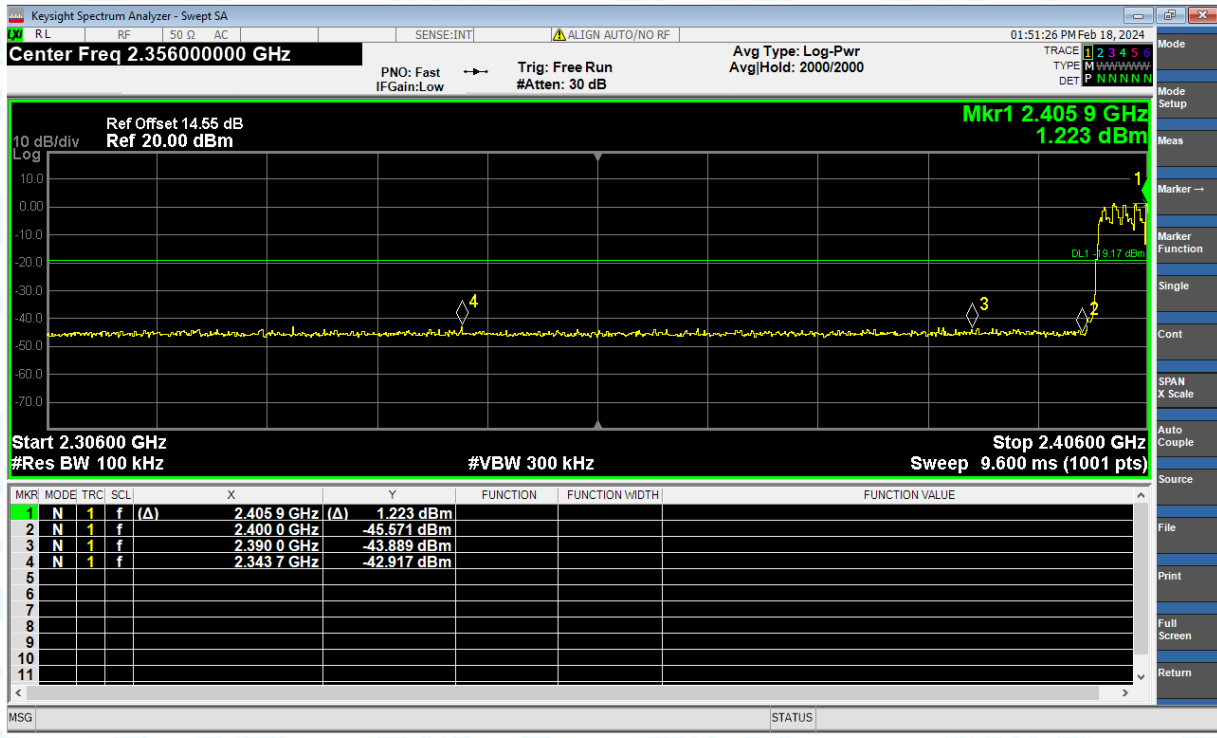 Keysight Spectrum Analyzer - Swept SA
LXI RL RF 50 Ω AC SENSE:INT ALIGN AUTO/NO RF 01:51:26 PM Feb 18, 2024
Center Freq 2.356000000 GHz
PNO: Fast
IFGain:Low
Trig: Free Run
#Atten: 30 dB
Avg Type: Log-Pwr
Avg|Hold: 2000/2000
TRACE 1 2 3 4 5 6
TYPE M WWWWW
DET P N N N N N
Mkr1 2.405 9 GHz
1.223 dBm
Ref Offset 14.55 dB
10 dB/div Ref 20.00 dBm
Log
10.0
0.00
-10.0
-20.0
-30.0
-40.0
-50.0
-60.0
-70.0
1
DL1 -19.17 dBm
4
3
2
Start 2.30600 GHz Stop 2.40600 GHz
#Res BW 100 kHz #VBW 300 kHz Sweep 9.600 ms (1001 pts)
MKR MODE TRC SCL X Y FUNCTION FUNCTION WIDTH FUNCTION VALUE
1 N 1 f (Δ) 2.405 9 GHz (Δ) 1.223 dBm
2 N 1 f 2.400 0 GHz -45.571 dBm
3 N 1 f 2.390 0 GHz -43.889 dBm
4 N 1 f 2.343 7 GHz -42.917 dBm
5
6
7
8
9
10
11
MSG STATUS
Mode
Mode
Setup
Meas
Marker →
Marker
Function
Single
Cont
SPAN
X Scale
Auto
Couple
Source
File
Print
Full
Screen
Return